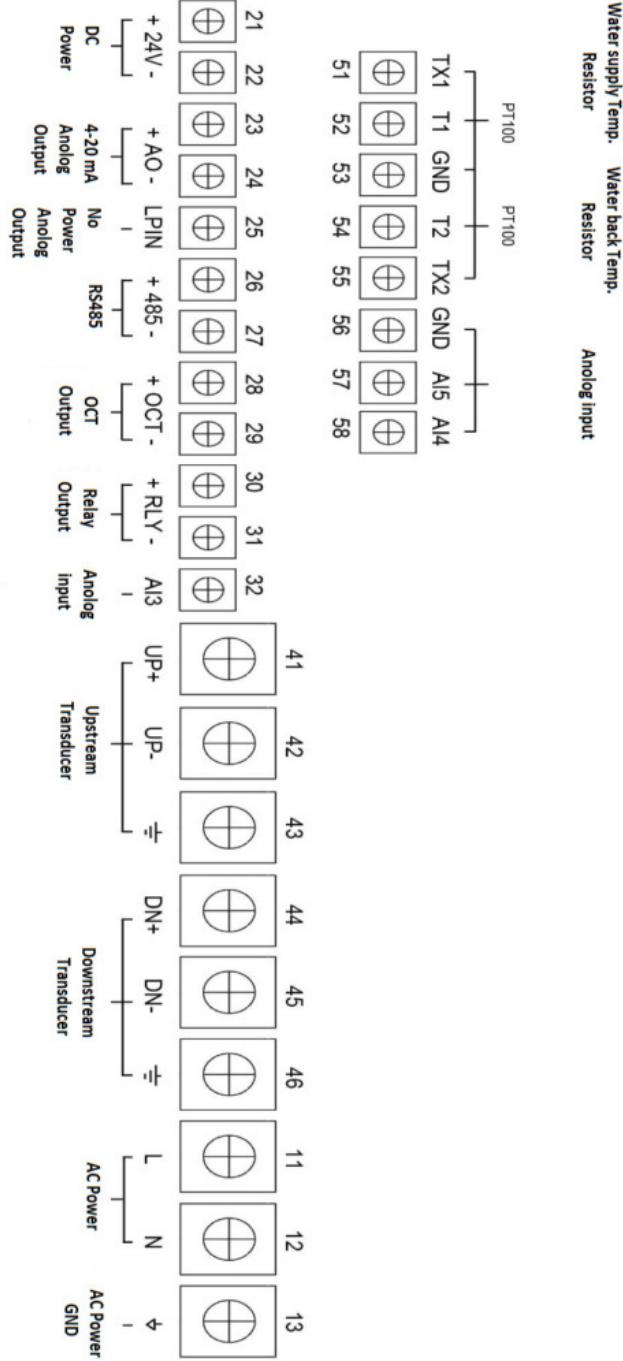 Water supply Temp.
Resistor
Water back Temp.
Resistor
Anolog input
PT100 PT100
TX1 T1 GND T2 TX2 GND AI5 AI4
51 52 53 54 55 56 57 58
21 22 23 24 25 26 27 28 29 30 31 32 41 42 43 44 45 46 11 12 13
+ 24V - + AO - LPIN + 485 - + OCT - + RLY - AI3 UP+ UP- DN+ DN- L N
DC
Power
4-20 mA
Anolog
Output
No
Power
Anolog
Output
RS485
OCT
Output
Relay
Output
Anolog
input
Upstream
Transducer
Downstream
Transducer
AC Power
AC Power
GND